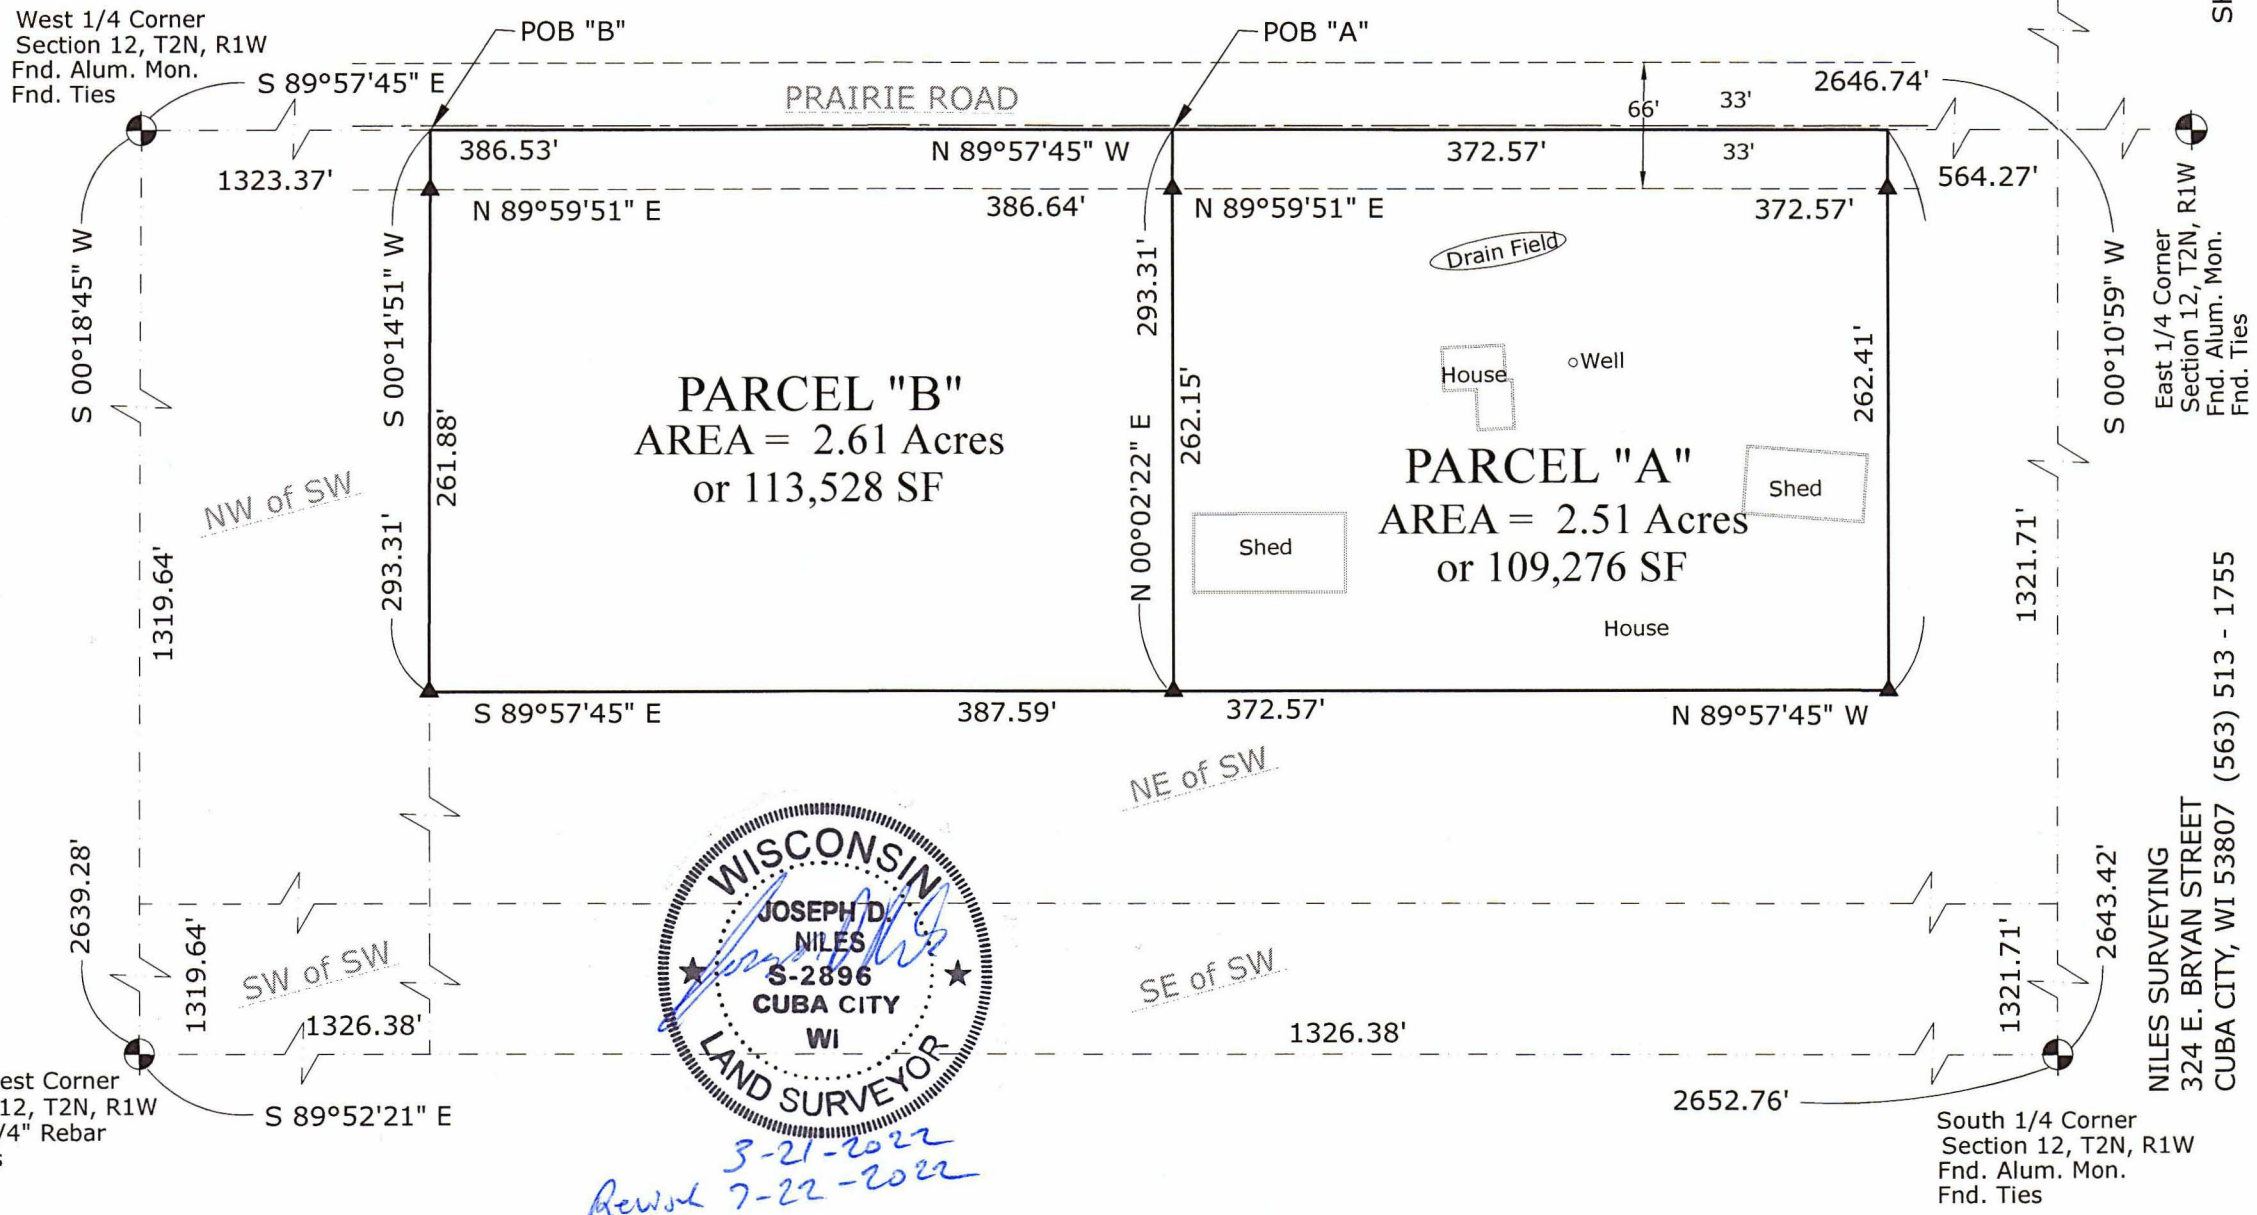 West 1/4 Corner
Section 12, T2N, R1W
Fnd. Alum. Mon.
Fnd. Ties
POB "B"
POB "A"
S 89°57'45" E
PRAIRIE ROAD
66'
33'
2646.74'
386.53'
N 89°57'45" W
372.57'
33'
1323.37'
564.27'
N 89°59'51" E
386.64'
N 89°59'51" E
372.57'
S 00°18'45" W
S 00°14'51" W
293.31'
Drain Field
S 00°10'59" W
East 1/4 Corner
Section 12, T2N, R1W
Fnd. Alum. Mon.
Fnd. Ties
House
Well
262.41'
262.15'
261.88'
PARCEL "B"
AREA = 2.61 Acres
or 113,528 SF
N 00°02'22" E
PARCEL "A"
AREA = 2.51 Acres
or 109,276 SF
Shed
Shed
House
NW of SW
293.31'
1319.64'
1321.71'
S 89°57'45" E
387.59'
372.57'
N 89°57'45" W
NE of SW
2639.28'
WISCONSIN
JOSEPH D.
NILES
S-2896
CUBA CITY
WI
LAND SURVEYOR
3-21-2022
7-22-2022
2643.42'
NILES SURVEYING
324 E. BRYAN STREET
CUBA CITY, WI 53807 (563) 513 - 1755
1319.64'
SW of SW
SE of SW
1321.71'
1326.38'
1326.38'
est Corner
12, T2N, R1W
/4" Rebar
S 89°52'21" E
2652.76'
South 1/4 Corner
Section 12, T2N, R1W
Fnd. Alum. Mon.
Fnd. Ties